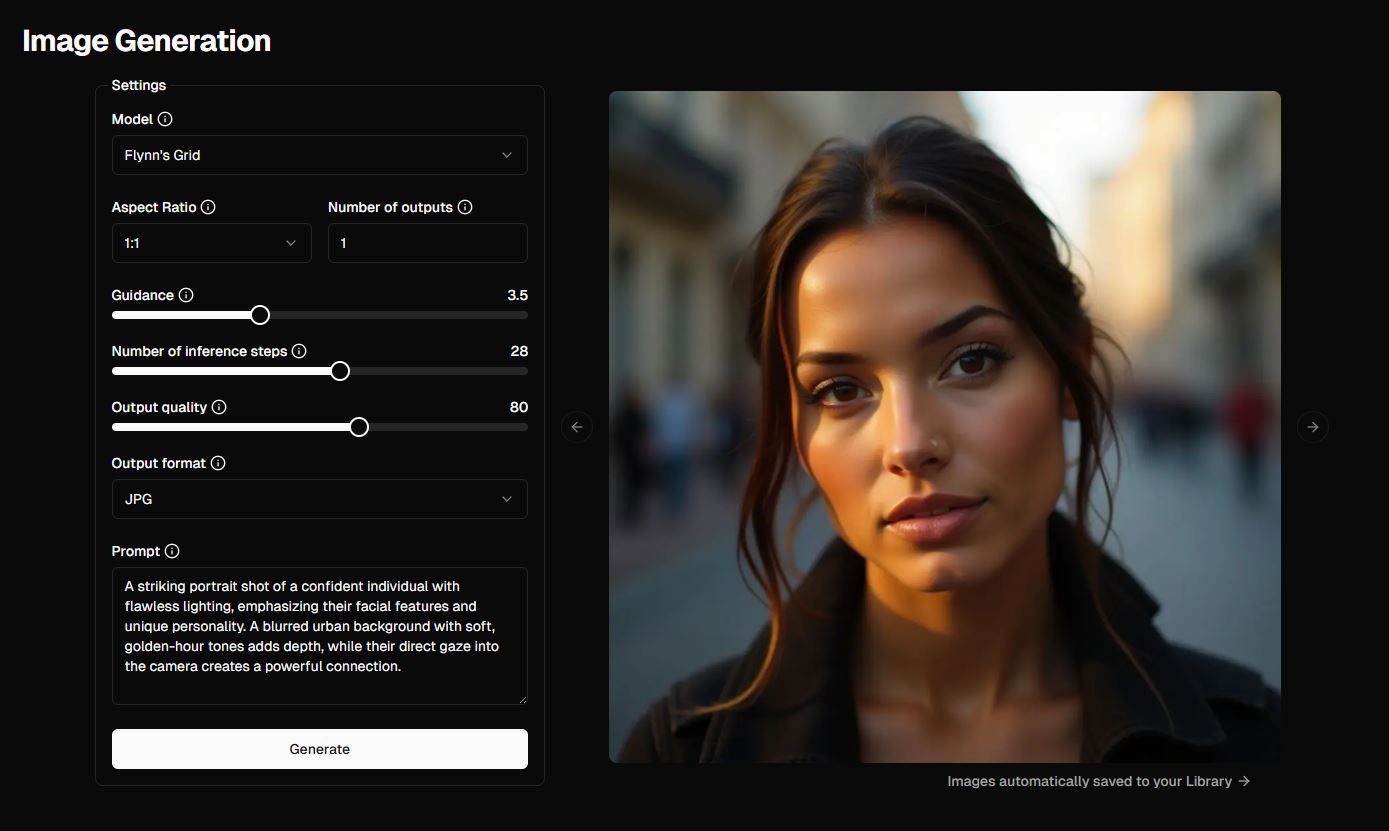 Image Generation
Settings
Model
Flynn's Grid
Aspect Ratio
Number of outputs
1:1
1
Guidance
3.5
Number of inference steps
28
Output quality
80
Output format
JPG
Prompt
A striking portrait shot of a confident individual with
flawless lighting, emphasizing their facial features and
unique personality. A blurred urban background with soft,
golden-hour tones adds depth, while their direct gaze into
the camera creates a powerful connection.
Generate
Images automatically saved to your Library →